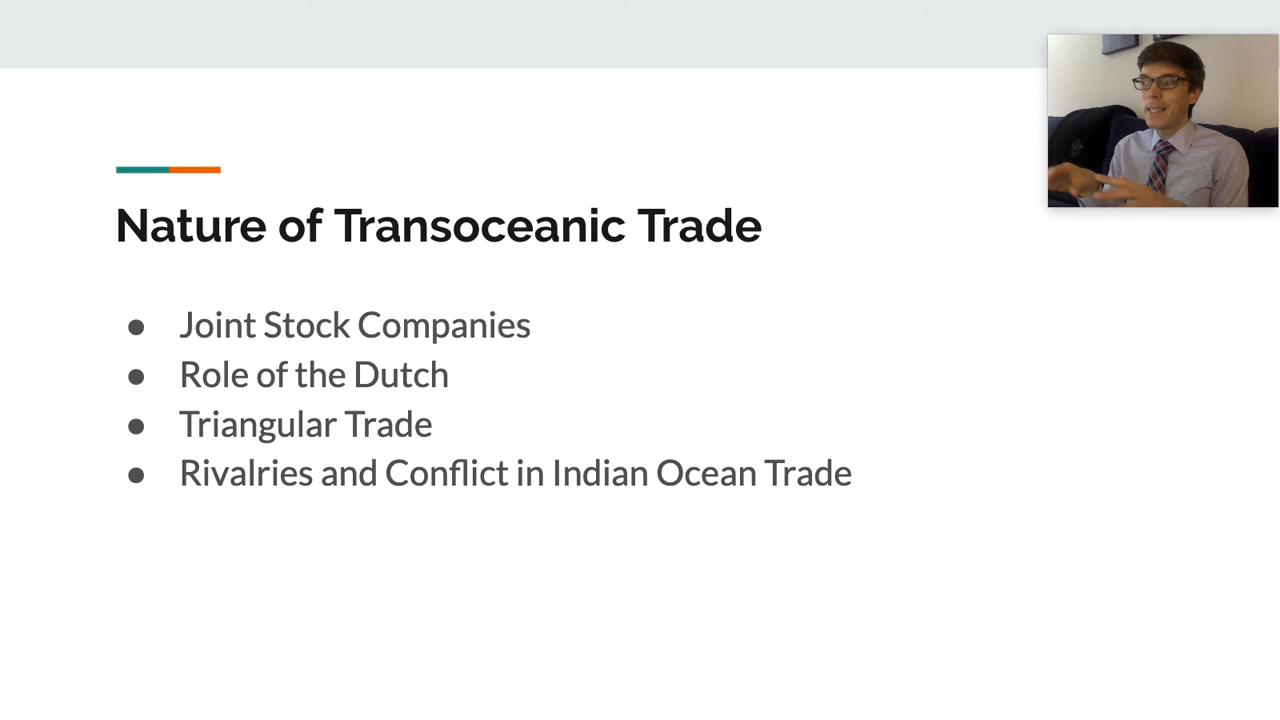 Nature of Transoceanic Trade
● Joint Stock Companies
● Role of the Dutch
● Triangular Trade
● Rivalries and Conflict in Indian Ocean Trade